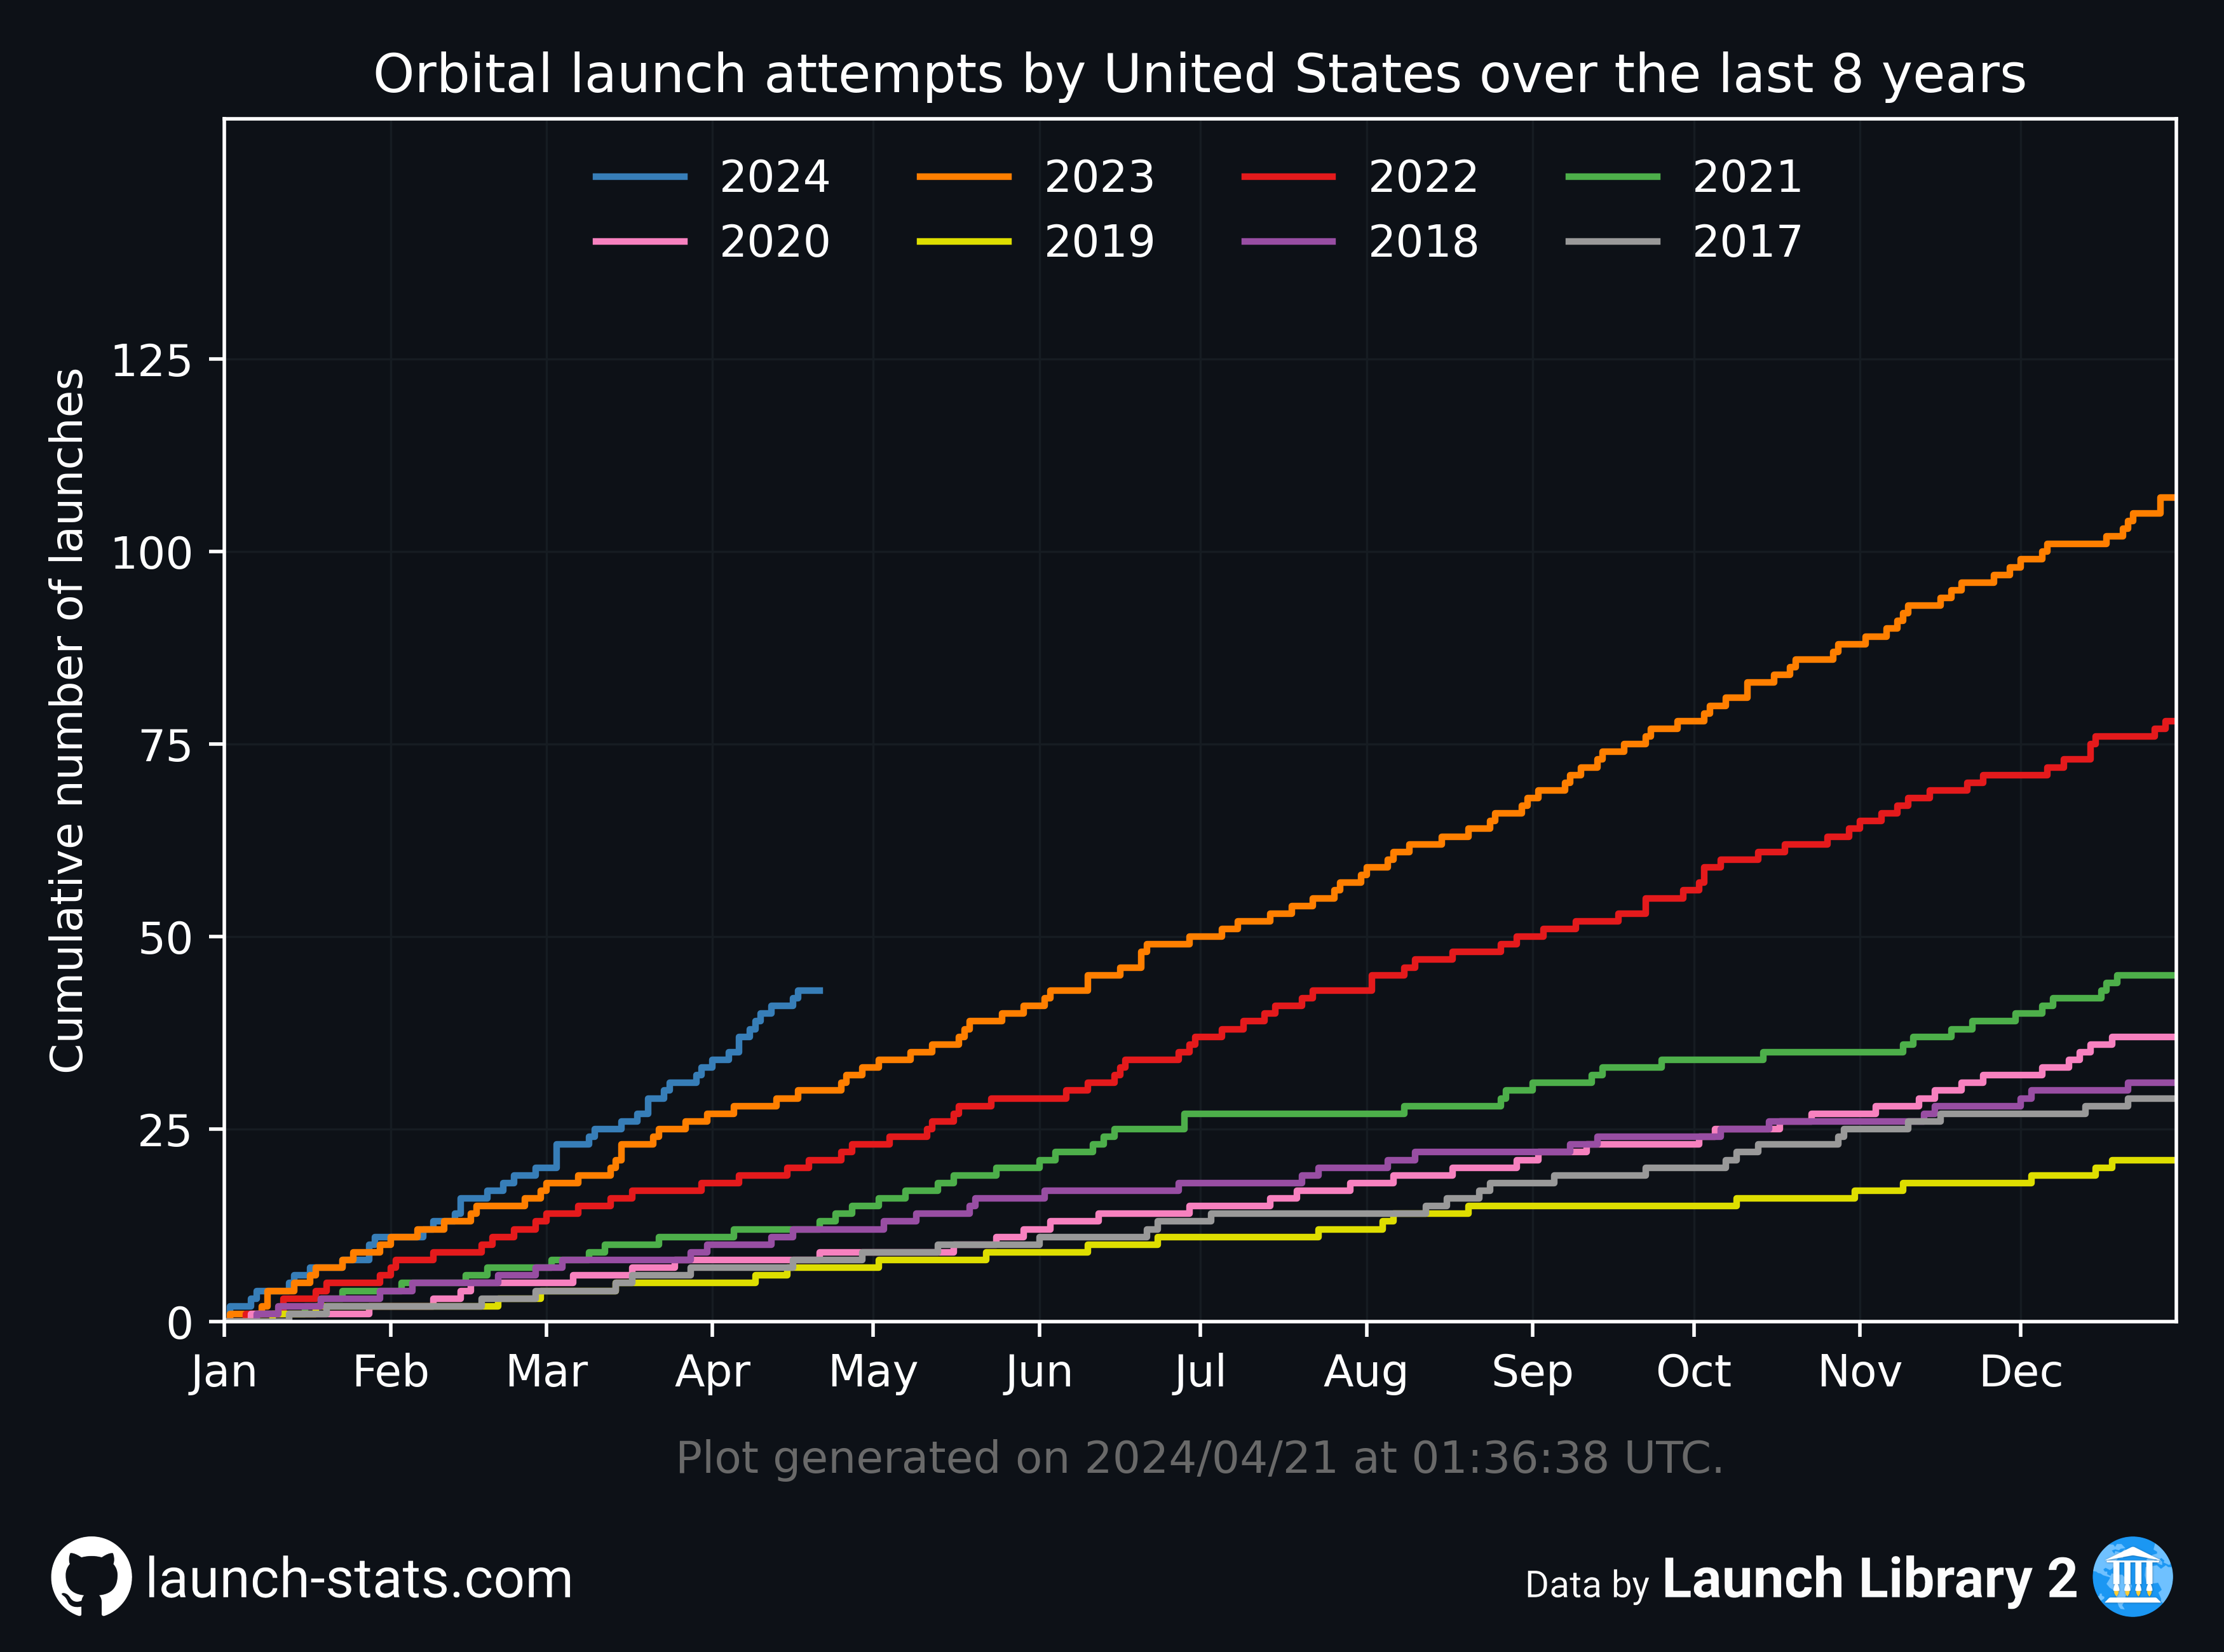 Orbital launch attempts by United States over the last 8 years
2024 2023 2022 2021
2020 2019 2018 2017
Cumulative number of launches
125
100
75
50
25
0
Jan Feb Mar Apr May Jun Jul Aug Sep Oct Nov Dec
Plot generated on 2024/04/21 at 01:36:38 UTC.
launch-stats.com
Data by Launch Library 2